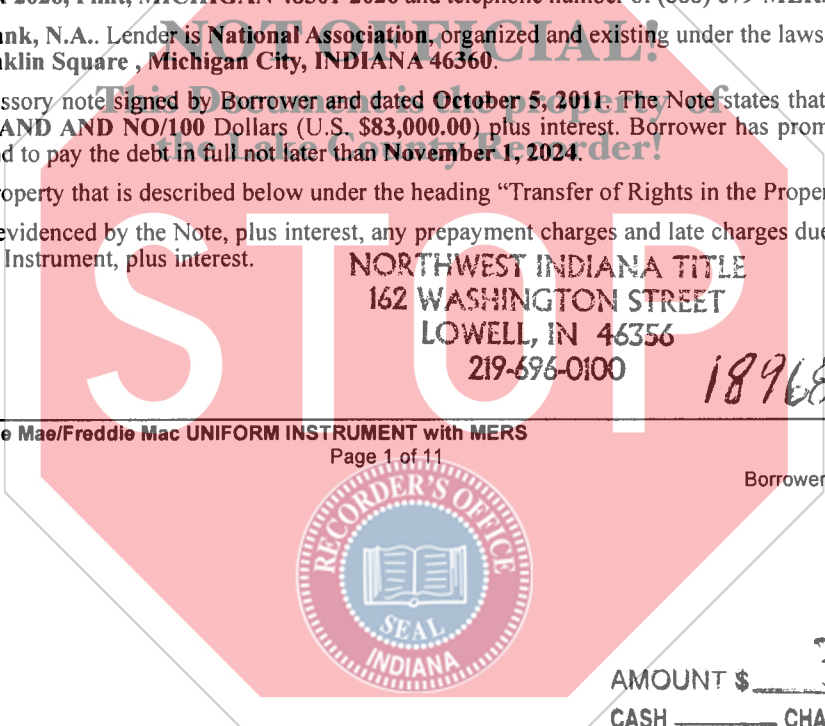 NOT OFFICIAL!
ank, N.A.. Lender is National Association, organized and existing under the laws
nklin Square , Michigan City, INDIANA 46360.
This Document is the property of
ssory note signed by Borrower and dated October 5, 2011. The Note states that
AND AND NO/100 Dollars (U.S. $83,000.00) plus interest. Borrower has prom
the Lake County Recorder!
d to pay the debt in full not later than November 1, 2024.
operty that is described below under the heading “Transfer of Rights in the Proper
evidenced by the Note, plus interest, any prepayment charges and late charges due
Instrument, plus interest.
STOP
NORTHWEST INDIANA TITLE
162 WASHINGTON STREET
LOWELL, IN 46356
219-696-0100
18968
e Mae/Freddie Mac UNIFORM INSTRUMENT with MERS
Page 1 of 11
Borrower
RECORDER'S OFFICE
SEAL
INDIANA
AMOUNT $
CASH CHA